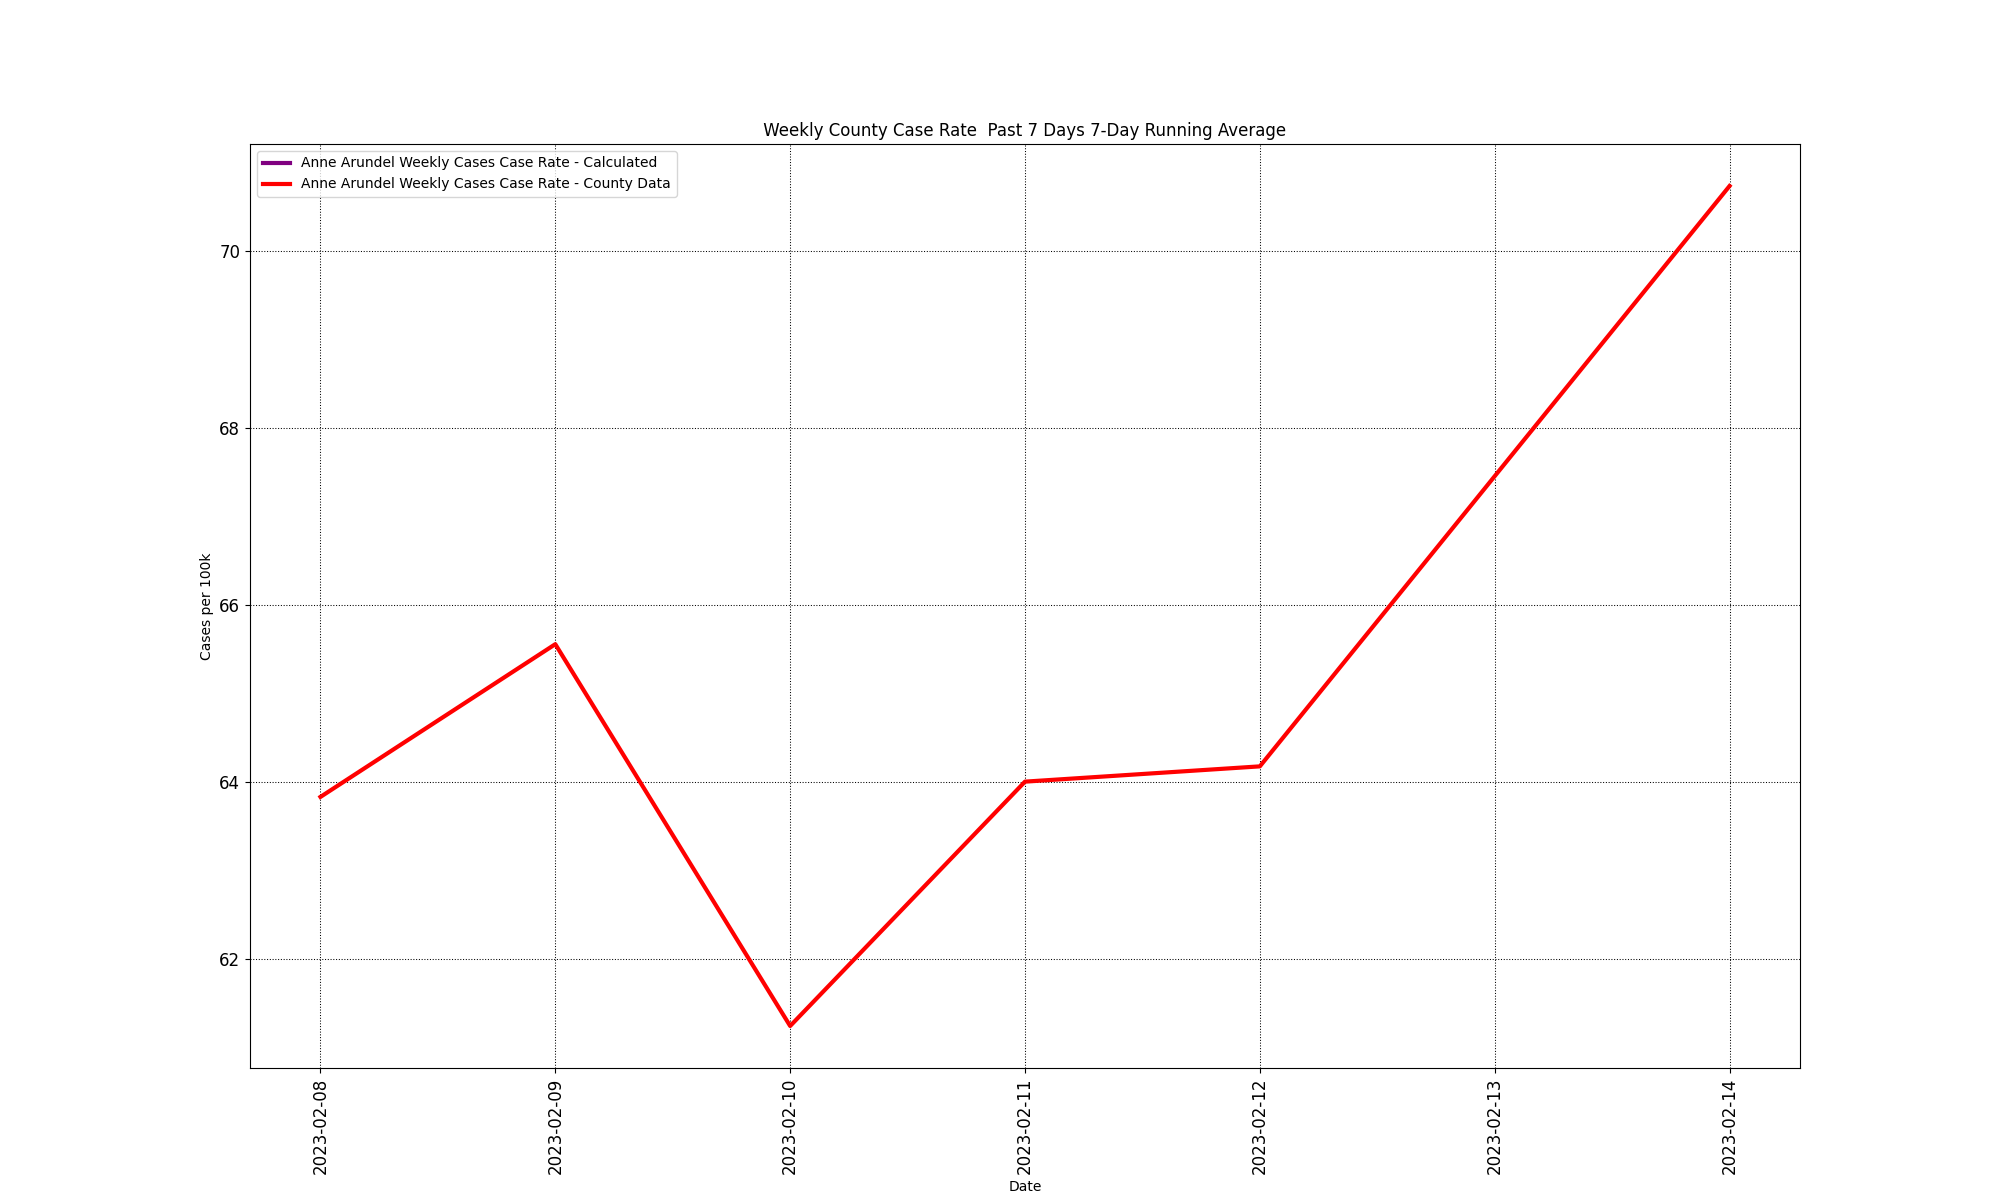 Weekly County Case Rate  Past 7 Days 7-Day Running Average
Anne Arundel Weekly Cases Case Rate - Calculated
Anne Arundel Weekly Cases Case Rate - County Data
70
68
66
64
62
Cases per 100k
2023-02-08
2023-02-09
2023-02-10
2023-02-11
2023-02-12
2023-02-13
2023-02-14
Date